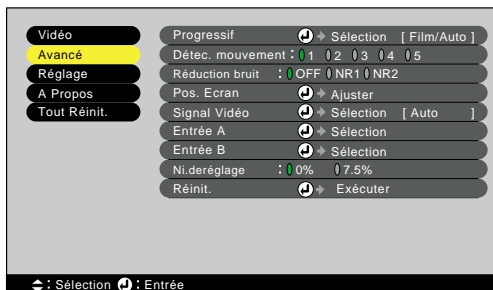 Vidéo
Avancé
Réglage
A Propos
Tout Réinit.
Progressif Sélection [ Film/Auto ]
Détec. mouvement : 1 2 3 4 5
Réduction bruit : OFF NR1 NR2
Pos. Ecran Ajuster
Signal Vidéo Sélection [ Auto ]
Entrée A Sélection
Entrée B Sélection
Ni.deréglage : 0% 7.5%
Réinit. Exécuter
: Sélection : Entrée